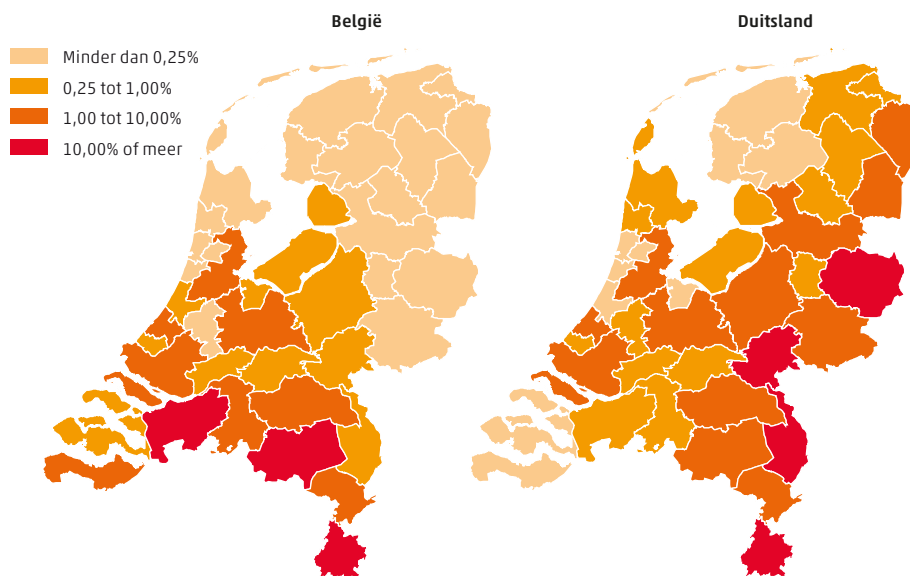 België
Duitsland
Minder dan 0,25%
0,25 tot 1,00%
1,00 tot 10,00%
10,00% of meer